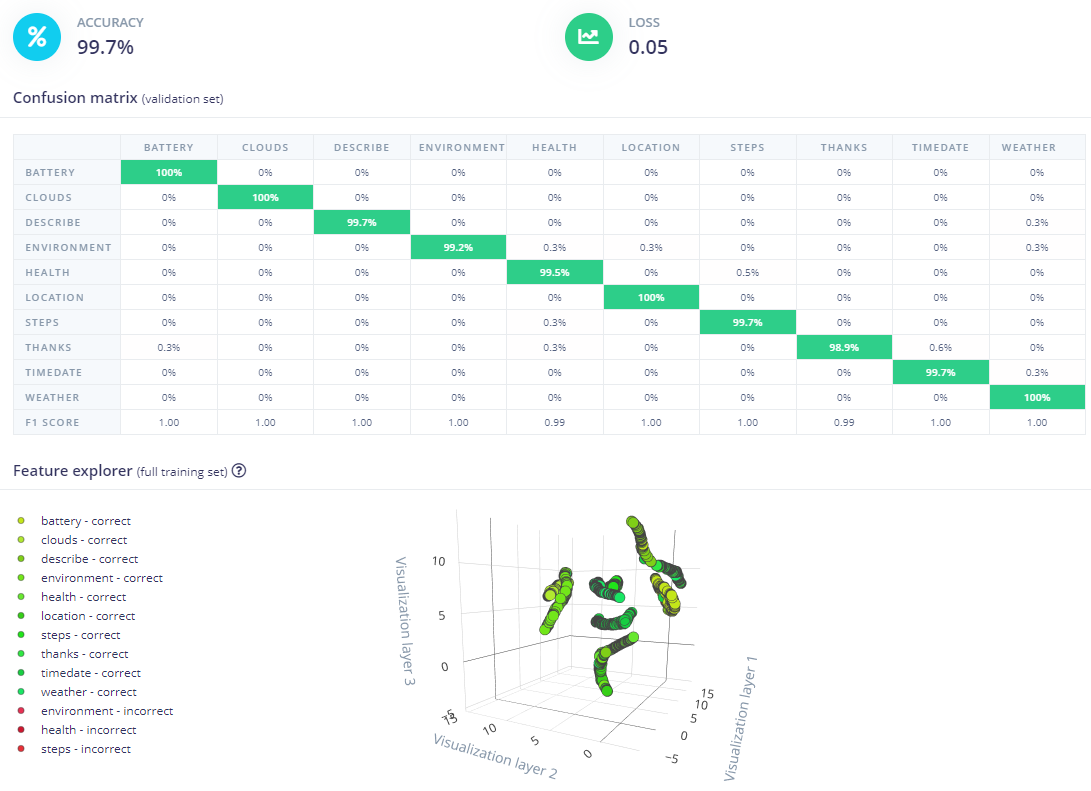 ACCURACY
99.7%
LOSS
0.05
Confusion matrix (validation set)
BATTERY CLOUDS DESCRIBE ENVIRONMENT HEALTH LOCATION STEPS THANKS TIMEDATE WEATHER
BATTERY 100% 0% 0% 0% 0% 0% 0% 0% 0% 0%
CLOUDS 0% 100% 0% 0% 0% 0% 0% 0% 0% 0%
DESCRIBE 0% 0% 99.7% 0% 0% 0% 0% 0% 0% 0.3%
ENVIRONMENT 0% 0% 0% 99.2% 0.3% 0.3% 0% 0% 0% 0.3%
HEALTH 0% 0% 0% 0% 99.5% 0% 0.5% 0% 0% 0%
LOCATION 0% 0% 0% 0% 0% 100% 0% 0% 0% 0%
STEPS 0% 0% 0% 0% 0.3% 0% 99.7% 0% 0% 0%
THANKS 0.3% 0% 0% 0% 0.3% 0% 0% 98.9% 0.6% 0%
TIMEDATE 0% 0% 0% 0% 0% 0% 0% 0% 99.7% 0.3%
WEATHER 0% 0% 0% 0% 0% 0% 0% 0% 0% 100%
F1 SCORE 1.00 1.00 1.00 1.00 0.99 1.00 1.00 0.99 1.00 1.00
Feature explorer (full training set) ?
battery - correct
clouds - correct
describe - correct
environment - correct
health - correct
location - correct
steps - correct
thanks - correct
timedate - correct
weather - correct
environment - incorrect
health - incorrect
steps - incorrect
Visualization layer 3
10
5
0
−5
15
10
5
0
Visualization layer 2
15
10
5
0
−5
Visualization layer 1